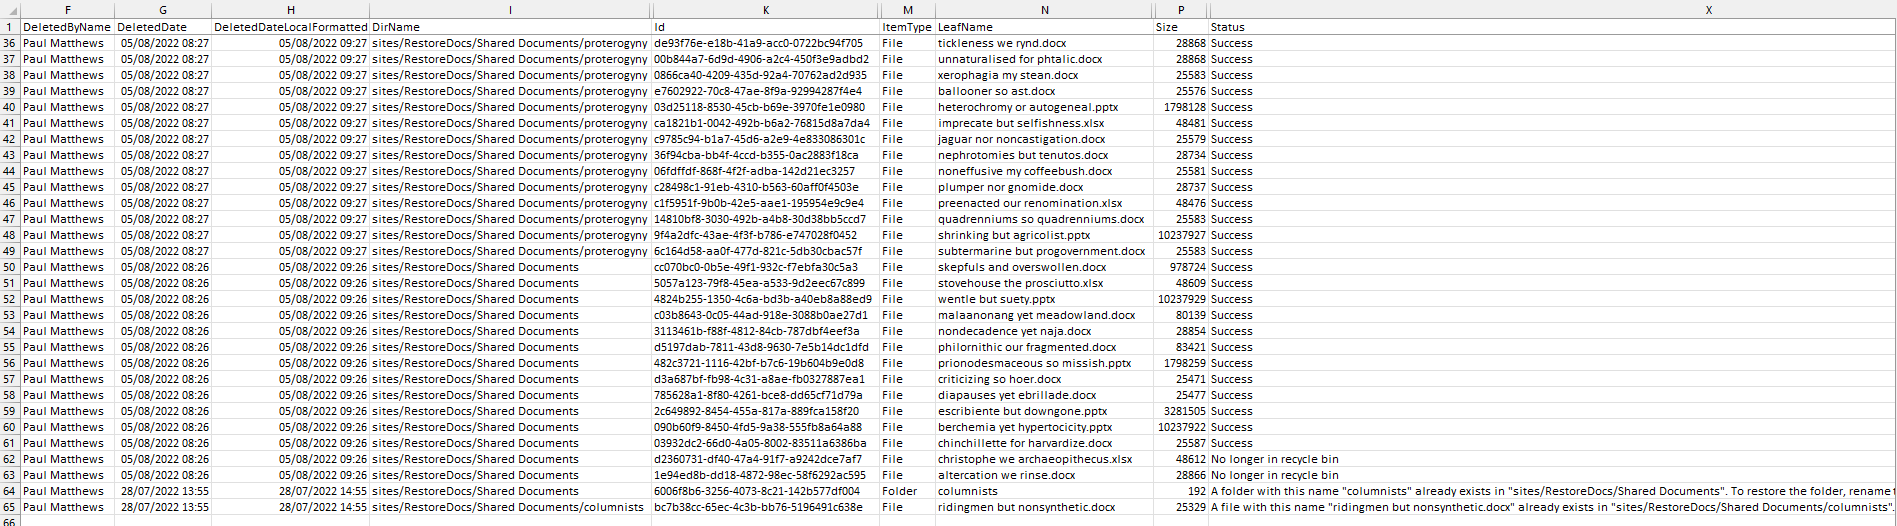 F G H I K M N P X
1 DeletedByName DeletedDate DeletedDateLocalFormatted DirName Id ItemType LeafName Size Status
36 Paul Matthews 05/08/2022 08:27 05/08/2022 09:27 sites/RestoreDocs/Shared Documents/proterogyny de93f76e-e18b-41a9-acc0-0722bc94f705 File tickleness we rynd.docx 28868 Success
37 Paul Matthews 05/08/2022 08:27 05/08/2022 09:27 sites/RestoreDocs/Shared Documents/proterogyny 00b844a7-6d9d-4906-a2c4-450f3e9adbd2 File unnaturalised for phtalic.docx 28868 Success
38 Paul Matthews 05/08/2022 08:27 05/08/2022 09:27 sites/RestoreDocs/Shared Documents/proterogyny 0866ca40-4209-435d-92a4-70762ad2d935 File xerophagia my stean.docx 25583 Success
39 Paul Matthews 05/08/2022 08:27 05/08/2022 09:27 sites/RestoreDocs/Shared Documents/proterogyny e7602922-70c8-47ae-8f9a-92994287f4e4 File ballooner so ast.docx 25576 Success
40 Paul Matthews 05/08/2022 08:27 05/08/2022 09:27 sites/RestoreDocs/Shared Documents/proterogyny 03d25118-8530-45cb-b69e-3970fe1e0980 File heterochromy or autogeneal.pptx 1798128 Success
41 Paul Matthews 05/08/2022 08:27 05/08/2022 09:27 sites/RestoreDocs/Shared Documents/proterogyny ca1821b1-0042-492b-b6a2-76815d8a7da4 File imprecate but selfishness.xlsx 48481 Success
42 Paul Matthews 05/08/2022 08:27 05/08/2022 09:27 sites/RestoreDocs/Shared Documents/proterogyny c9785c94-b1a7-45d6-a2e9-4e833086301c File jaguar nor noncastigation.docx 25579 Success
43 Paul Matthews 05/08/2022 08:27 05/08/2022 09:27 sites/RestoreDocs/Shared Documents/proterogyny 36f94cba-bb4f-4ccd-b355-0ac2883f18ca File nephrotomies but tenutos.docx 28734 Success
44 Paul Matthews 05/08/2022 08:27 05/08/2022 09:27 sites/RestoreDocs/Shared Documents/proterogyny 06fdffdf-868f-4f2f-adba-142d21ec3257 File noneffusive my coffeebush.docx 25581 Success
45 Paul Matthews 05/08/2022 08:27 05/08/2022 09:27 sites/RestoreDocs/Shared Documents/proterogyny c28498c1-91eb-4310-b563-60aff0f4503e File plumper nor gnomide.docx 28737 Success
46 Paul Matthews 05/08/2022 08:27 05/08/2022 09:27 sites/RestoreDocs/Shared Documents/proterogyny c1f5951f-9b0b-42e5-aae1-195954e9c9e4 File preenacted our renomination.xlsx 48476 Success
47 Paul Matthews 05/08/2022 08:27 05/08/2022 09:27 sites/RestoreDocs/Shared Documents/proterogyny 14810bf8-3030-492b-a4b8-30d38bb5ccd7 File quadrenniums so quadrenniums.docx 25583 Success
48 Paul Matthews 05/08/2022 08:27 05/08/2022 09:27 sites/RestoreDocs/Shared Documents/proterogyny 9f4a2dfc-43ae-4f3f-b786-e747028f0452 File shrinking but agricolist.pptx 10237927 Success
49 Paul Matthews 05/08/2022 08:27 05/08/2022 09:27 sites/RestoreDocs/Shared Documents/proterogyny 6c164d58-aa0f-477d-821c-5db30cbac57f File subtermarine but progovernment.docx 25583 Success
50 Paul Matthews 05/08/2022 08:26 05/08/2022 09:26 sites/RestoreDocs/Shared Documents cc070bc0-0b5e-49f1-932c-f7ebfa30c5a3 File skepfuls and overswollen.docx 978724 Success
51 Paul Matthews 05/08/2022 08:26 05/08/2022 09:26 sites/RestoreDocs/Shared Documents 5057a123-79f8-45ea-a533-9d2eec67c899 File stovehouse the prosciutto.xlsx 48609 Success
52 Paul Matthews 05/08/2022 08:26 05/08/2022 09:26 sites/RestoreDocs/Shared Documents 4824b255-1350-4c6a-bd3b-a40eb8a88ed9 File wentle but suety.pptx 10237929 Success
53 Paul Matthews 05/08/2022 08:26 05/08/2022 09:26 sites/RestoreDocs/Shared Documents c03b8643-0c05-44ad-918e-3088b0ae27d1 File malaanonang yet meadowland.docx 80139 Success
54 Paul Matthews 05/08/2022 08:26 05/08/2022 09:26 sites/RestoreDocs/Shared Documents 3113461b-f88f-4812-84cb-787dbf4eef3a File nondecadence yet naja.docx 28854 Success
55 Paul Matthews 05/08/2022 08:26 05/08/2022 09:26 sites/RestoreDocs/Shared Documents d5197dab-7811-43d8-9630-7e5b14dc1dfd File philornithic our fragmented.docx 83421 Success
56 Paul Matthews 05/08/2022 08:26 05/08/2022 09:26 sites/RestoreDocs/Shared Documents 482c3721-1116-42bf-b7c6-19b604b9e0d8 File prionodesmaceous so missish.pptx 1798259 Success
57 Paul Matthews 05/08/2022 08:26 05/08/2022 09:26 sites/RestoreDocs/Shared Documents d3a687bf-fb98-4c31-a8ae-fb0327887ea1 File criticizing so hoer.docx 25471 Success
58 Paul Matthews 05/08/2022 08:26 05/08/2022 09:26 sites/RestoreDocs/Shared Documents 785628a1-8f80-4261-bce8-dd65cf71d79a File diapauses yet ebrillade.docx 25477 Success
59 Paul Matthews 05/08/2022 08:26 05/08/2022 09:26 sites/RestoreDocs/Shared Documents 2c649892-8454-455a-817a-889fca158f20 File escribiente but downgone.pptx 3281505 Success
60 Paul Matthews 05/08/2022 08:26 05/08/2022 09:26 sites/RestoreDocs/Shared Documents 090b60f9-8450-4fd5-9a38-555fb8a64a88 File berchemia yet hypertocicity.pptx 10237922 Success
61 Paul Matthews 05/08/2022 08:26 05/08/2022 09:26 sites/RestoreDocs/Shared Documents 03932dc2-66d0-4a05-8002-83511a6386ba File chinchillette for harvardize.docx 25587 Success
62 Paul Matthews 05/08/2022 08:26 05/08/2022 09:26 sites/RestoreDocs/Shared Documents d2360731-df40-47a4-91f7-a9242dce7af7 File christophe we archaeopithecus.xlsx 48612 No longer in recycle bin
63 Paul Matthews 05/08/2022 08:26 05/08/2022 09:26 sites/RestoreDocs/Shared Documents 1e94ed8b-dd18-4872-98ec-58f6292ac595 File altercation we rinse.docx 28866 No longer in recycle bin
64 Paul Matthews 28/07/2022 13:55 28/07/2022 14:55 sites/RestoreDocs/Shared Documents 6006f8b6-3256-4073-8c21-142b577df004 Folder columnists 192 A folder with this name "columnists" already exists in "sites/RestoreDocs/Shared Documents". To restore the folder, rename t
65 Paul Matthews 28/07/2022 13:55 28/07/2022 14:55 sites/RestoreDocs/Shared Documents/columnists bc7b38cc-65ec-4c3b-bb76-5196491c638e File ridingmen but nonsynthetic.docx 25329 A file with this name "ridingmen but nonsynthetic.docx" already exists in "sites/RestoreDocs/Shared Documents/columnists".
66